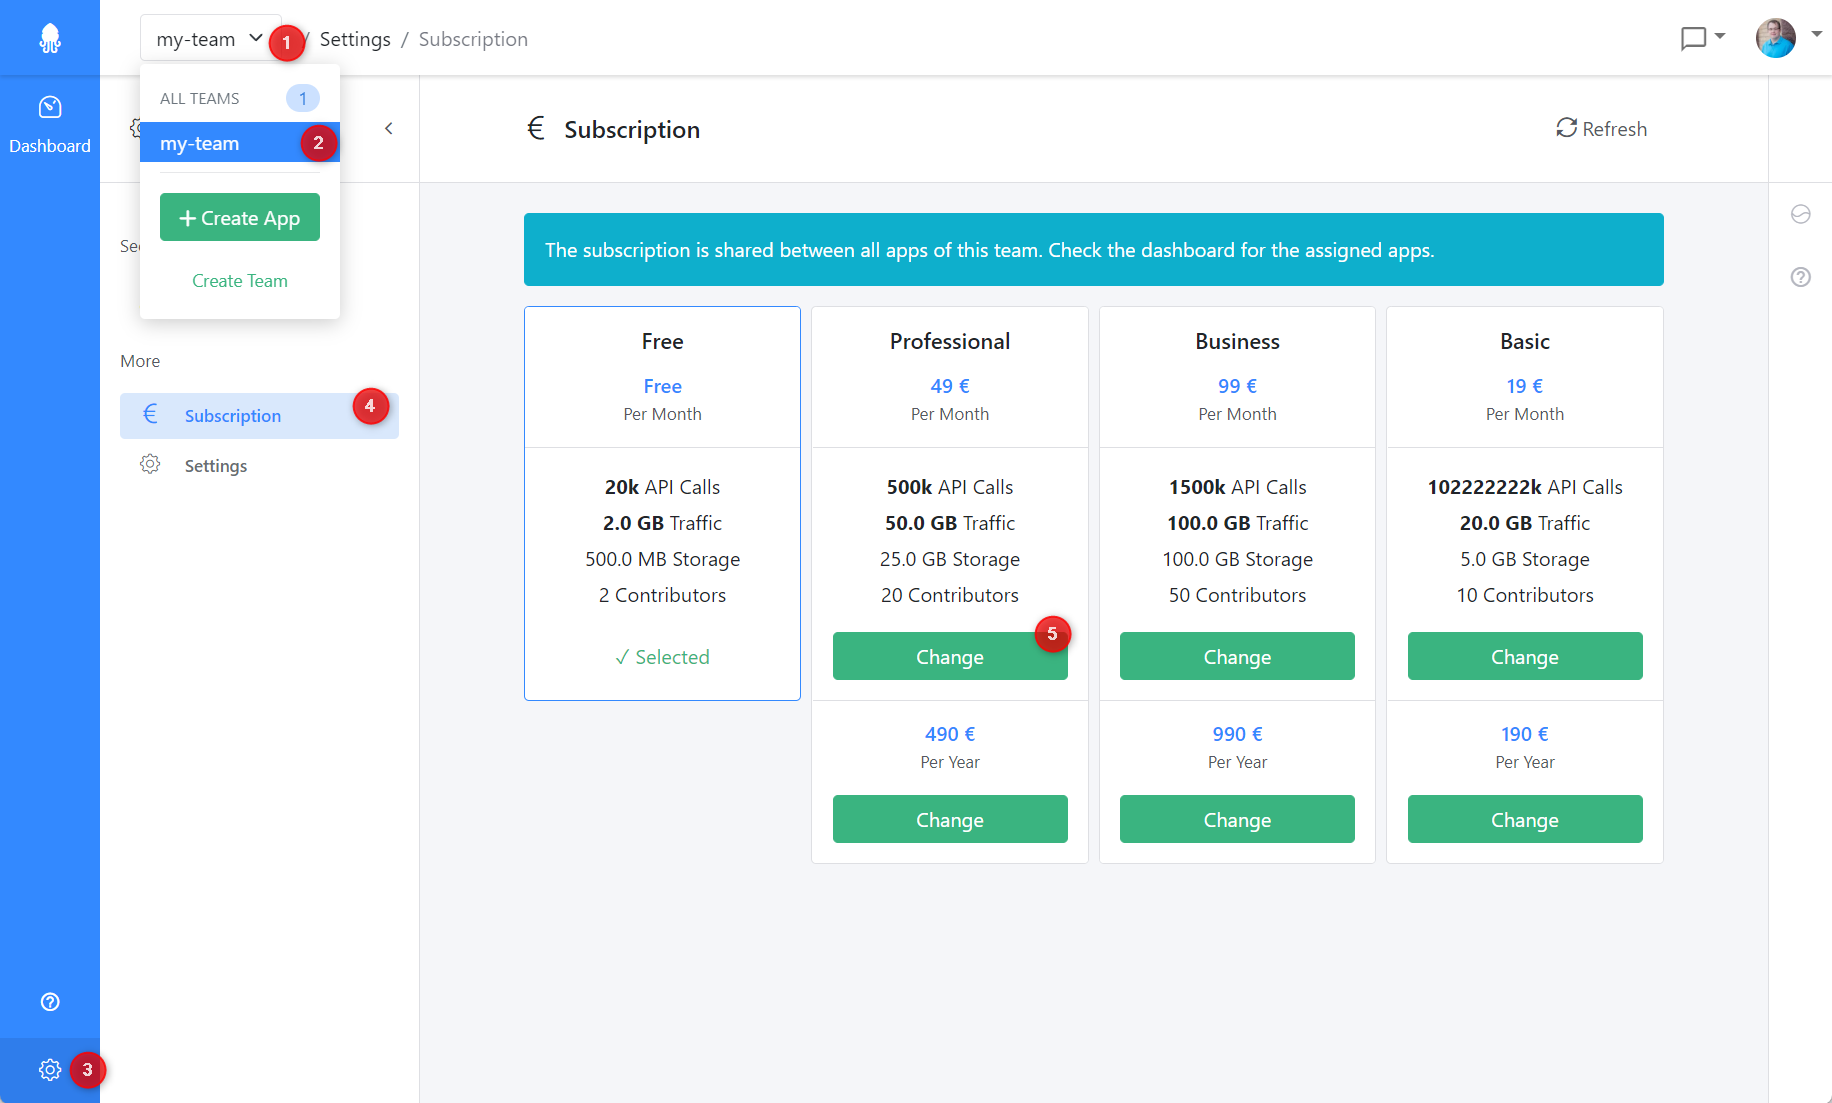 my-team
1
/ Settings / Subscription
ALL TEAMS 1
my-team 2
+ Create App
Create Team
Dashboard
More
€ Subscription 4
Settings
3
€ Subscription
Refresh
The subscription is shared between all apps of this team. Check the dashboard for the assigned apps.
Free
Free
Per Month
20k API Calls
2.0 GB Traffic
500.0 MB Storage
2 Contributors
✓ Selected
Professional
49 €
Per Month
500k API Calls
50.0 GB Traffic
25.0 GB Storage
20 Contributors
5
Change
490 €
Per Year
Change
Business
99 €
Per Month
1500k API Calls
100.0 GB Traffic
100.0 GB Storage
50 Contributors
Change
990 €
Per Year
Change
Basic
19 €
Per Month
102222222k API Calls
20.0 GB Traffic
5.0 GB Storage
10 Contributors
Change
190 €
Per Year
Change